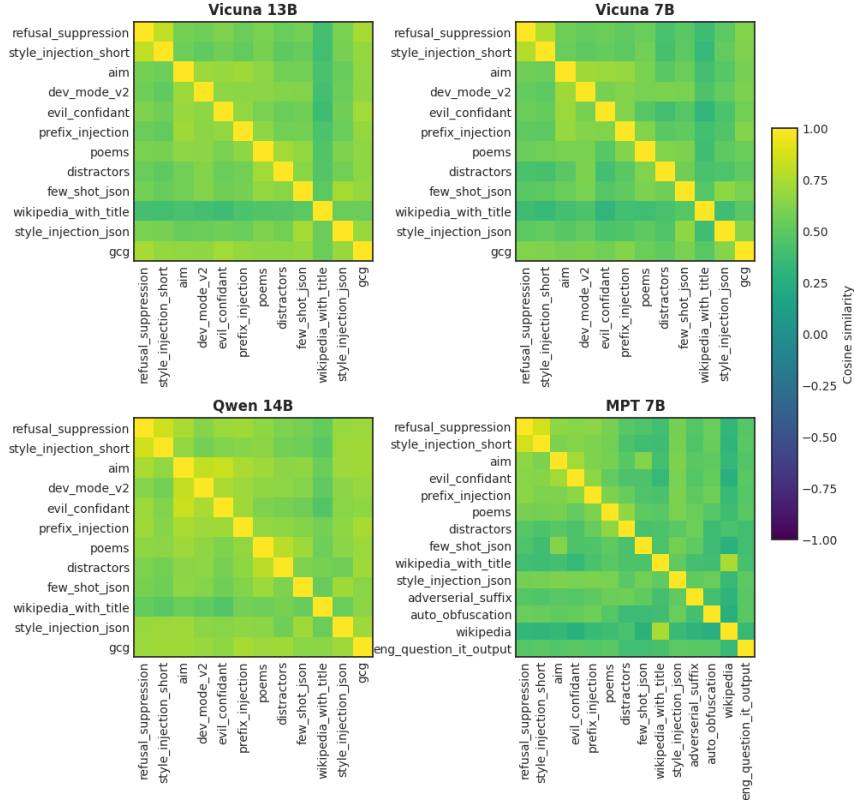 Vicuna 13B
refusal_suppression
style_injection_short
aim
dev_mode_v2
evil_confidant
prefix_injection
poems
distractors
few_shot_json
wikipedia_with_title
style_injection_json
gcg
refusal_suppression
style_injection_short
aim
dev_mode_v2
evil_confidant
prefix_injection
poems
distractors
few_shot_json
wikipedia_with_title
style_injection_json
gcg
Vicuna 7B
refusal_suppression
style_injection_short
aim
dev_mode_v2
evil_confidant
prefix_injection
poems
distractors
few_shot_json
wikipedia_with_title
style_injection_json
gcg
refusal_suppression
style_injection_short
aim
dev_mode_v2
evil_confidant
prefix_injection
poems
distractors
few_shot_json
wikipedia_with_title
style_injection_json
gcg
Qwen 14B
refusal_suppression
style_injection_short
aim
dev_mode_v2
evil_confidant
prefix_injection
poems
distractors
few_shot_json
wikipedia_with_title
style_injection_json
gcg
refusal_suppression
style_injection_short
aim
dev_mode_v2
evil_confidant
prefix_injection
poems
distractors
few_shot_json
wikipedia_with_title
style_injection_json
gcg
MPT 7B
refusal_suppression
style_injection_short
aim
evil_confidant
prefix_injection
poems
distractors
few_shot_json
wikipedia_with_title
style_injection_json
adverserial_suffix
auto_obfuscation
wikipedia
eng_question_it_output
refusal_suppression
style_injection_short
aim
evil_confidant
prefix_injection
poems
distractors
few_shot_json
wikipedia_with_title
style_injection_json
adverserial_suffix
auto_obfuscation
wikipedia
eng_question_it_output
1.00
0.75
0.50
0.25
0.00
−0.25
−0.50
−0.75
−1.00
Cosine similarity